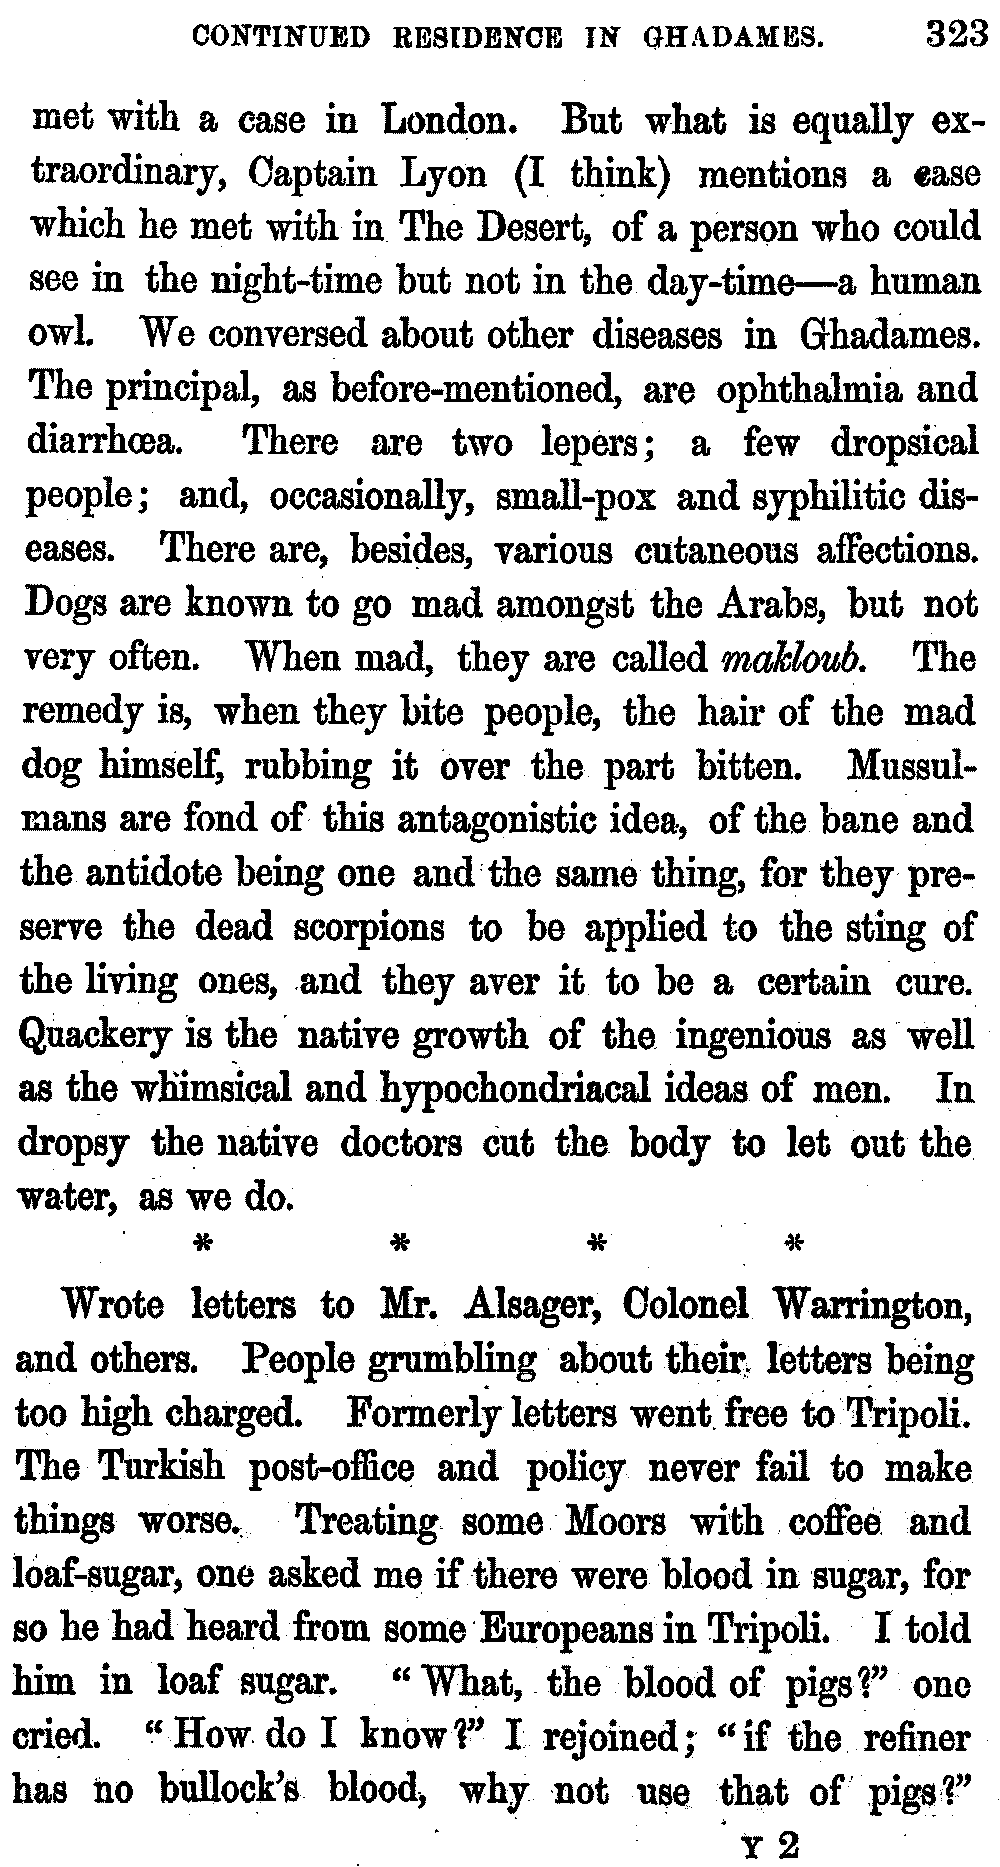 CONTINUED RESIDENCE IN GHADAMES. 323
met with a case in London. But what is equally ex-
traordinary, Captain Lyon (I think) mentions a case
which he met with in The Desert, of a person who could
see in the night-time but not in the day-time—a human
owl. We conversed about other diseases in Ghadames.
The principal, as before-mentioned, are ophthalmia and
diarrhœa. There are two lepers; a few dropsical
people; and, occasionally, small-pox and syphilitic dis-
eases. There are, besides, various cutaneous affections.
Dogs are known to go mad amongst the Arabs, but not
very often. When mad, they are called makloub. The
remedy is, when they bite people, the hair of the mad
dog himself, rubbing it over the part bitten. Mussul-
mans are fond of this antagonistic idea, of the bane and
the antidote being one and the same thing, for they pre-
serve the dead scorpions to be applied to the sting of
the living ones, and they aver it to be a certain cure.
Quackery is the native growth of the ingenious as well
as the whimsical and hypochondriacal ideas of men. In
dropsy the native doctors cut the body to let out the
water, as we do.
* * * *
Wrote letters to Mr. Alsager, Colonel Warrington,
and others. People grumbling about their letters being
too high charged. Formerly letters went free to Tripoli.
The Turkish post-office and policy never fail to make
things worse. Treating some Moors with coffee and
loaf-sugar, one asked me if there were blood in sugar, for
so he had heard from some Europeans in Tripoli. I told
him in loaf sugar. “What, the blood of pigs?” one
cried. “How do I know?” I rejoined; “if the refiner
has no bullock's blood, why not use that of pigs?”
Y 2